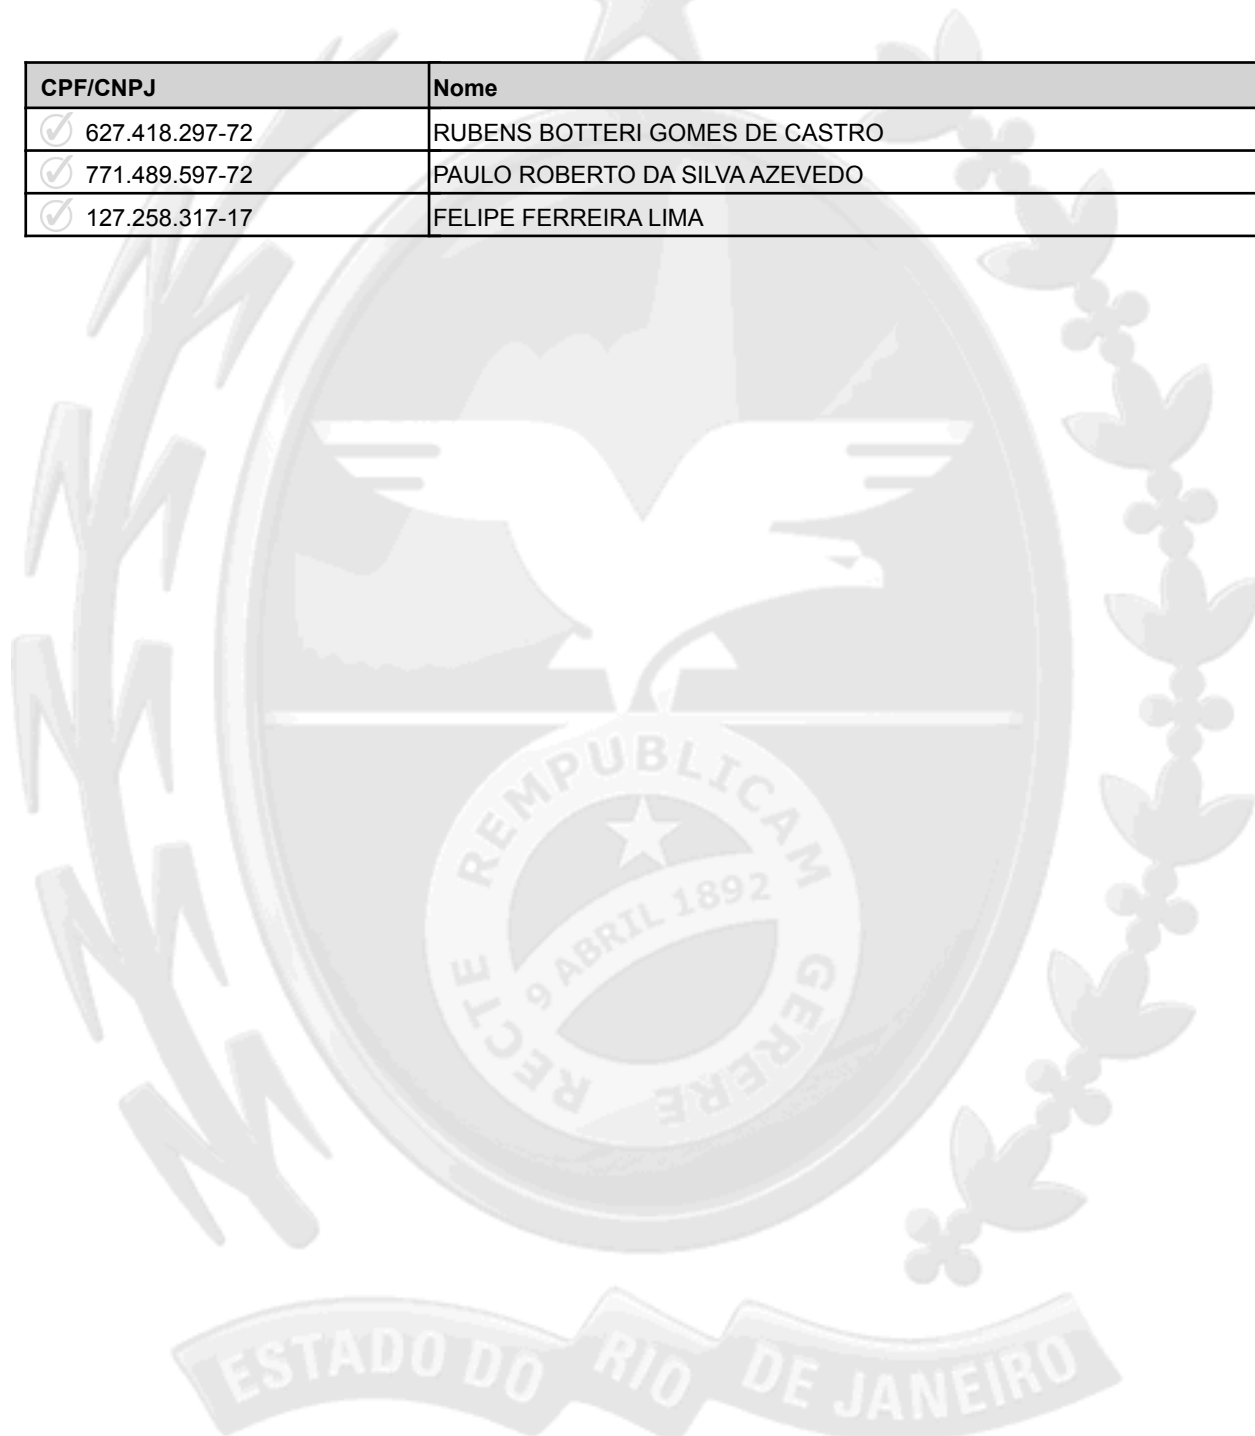 CPF/CNPJ Nome
627.418.297-72 RUBENS BOTTERI GOMES DE CASTRO
771.489.597-72 PAULO ROBERTO DA SILVA AZEVEDO
127.258.317-17 FELIPE FERREIRA LIMA
RECTE REMPUBLICAM GERERE
9 ABRIL 1892
ESTADO DO RIO DE JANEIRO